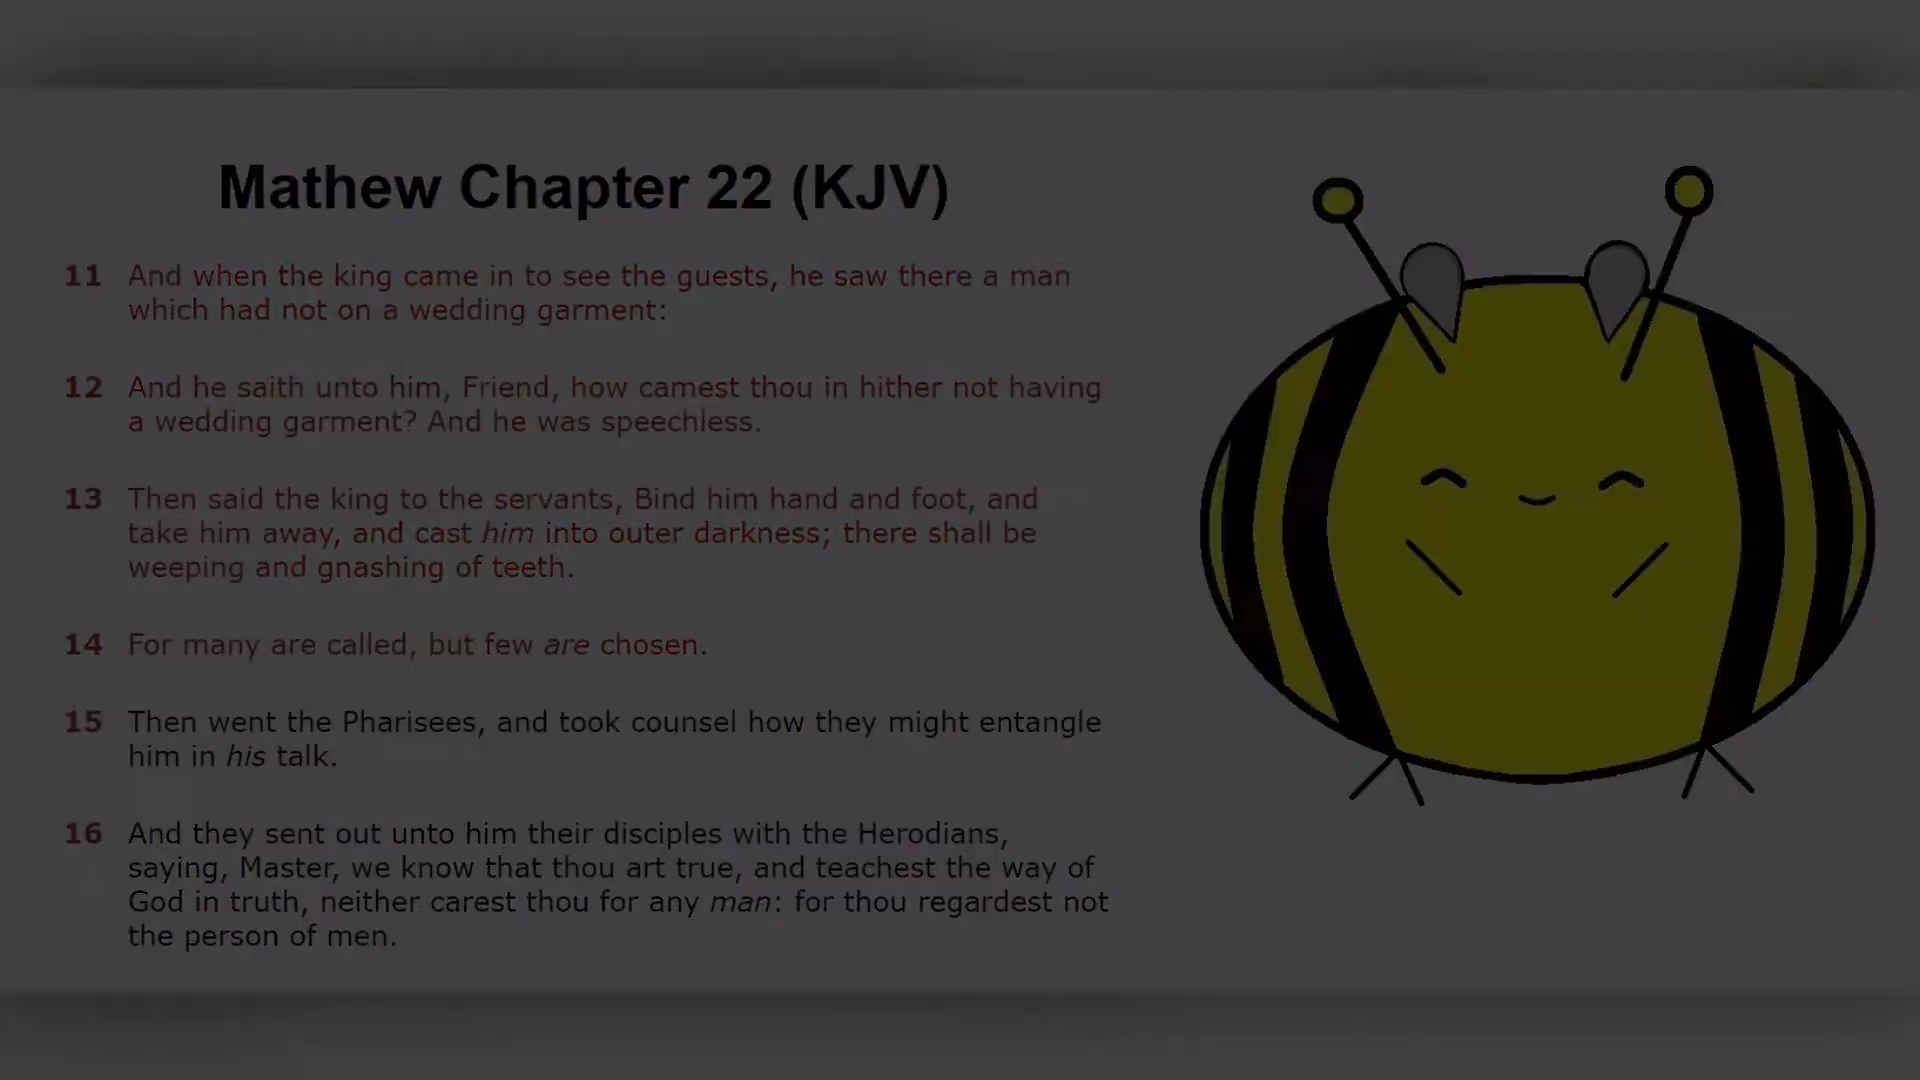 Mathew Chapter 22 (KJV)
11 And when the king came in to see the guests, he saw there a man
which had not on a wedding garment:
12 And he saith unto him, Friend, how camest thou in hither not having
a wedding garment? And he was speechless.
13 Then said the king to the servants, Bind him hand and foot, and
take him away, and cast him into outer darkness; there shall be
weeping and gnashing of teeth.
14 For many are called, but few are chosen.
15 Then went the Pharisees, and took counsel how they might entangle
him in his talk.
16 And they sent out unto him their disciples with the Herodians,
saying, Master, we know that thou art true, and teachest the way of
God in truth, neither carest thou for any man: for thou regardest not
the person of men.